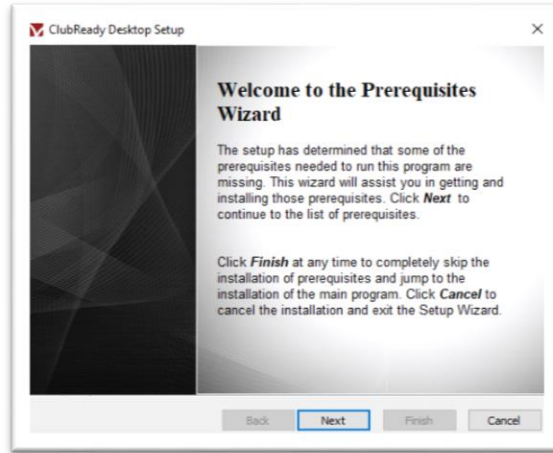 ClubReady Desktop Setup
Welcome to the Prerequisites
Wizard
The setup has determined that some of the
prerequisites needed to run this program are
missing. This wizard will assist you in getting and
installing those prerequisites. Click Next to
continue to the list of prerequisites.
Click Finish at any time to completely skip the
installation of prerequisites and jump to the
installation of the main program. Click Cancel to
cancel the installation and exit the Setup Wizard.
Back Next Finish Cancel